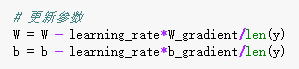 # 更新参数
W = W - learning_rate*W_gradient/len(y)
b = b - learning_rate*b_gradient/len(y)